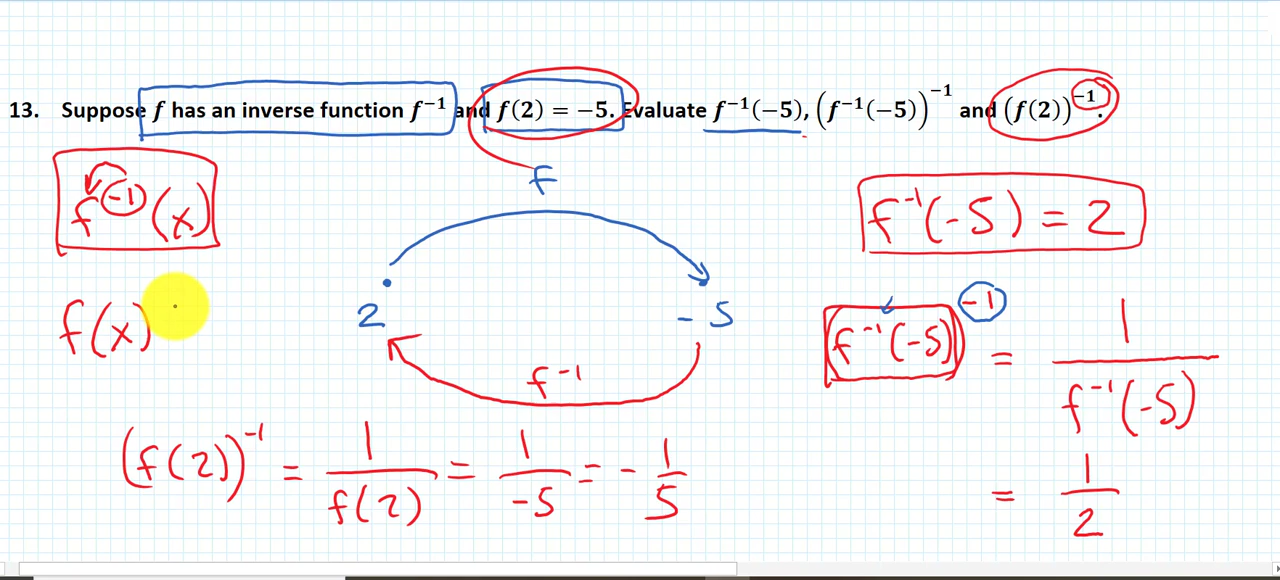 13. Suppose f has an inverse function f⁻¹ and f(2) = −5. Evaluate f⁻¹(−5), (f⁻¹(−5))⁻¹ and (f(2))⁻¹.
f⁻¹(x)
f
f⁻¹(-5) = 2
f(x)
2
-5
f⁻¹
(f⁻¹(-5))⁻¹ = 1/f⁻¹(-5)
= 1/2
(f(2))⁻¹ = 1/f(2) = 1/-5 = -1/5